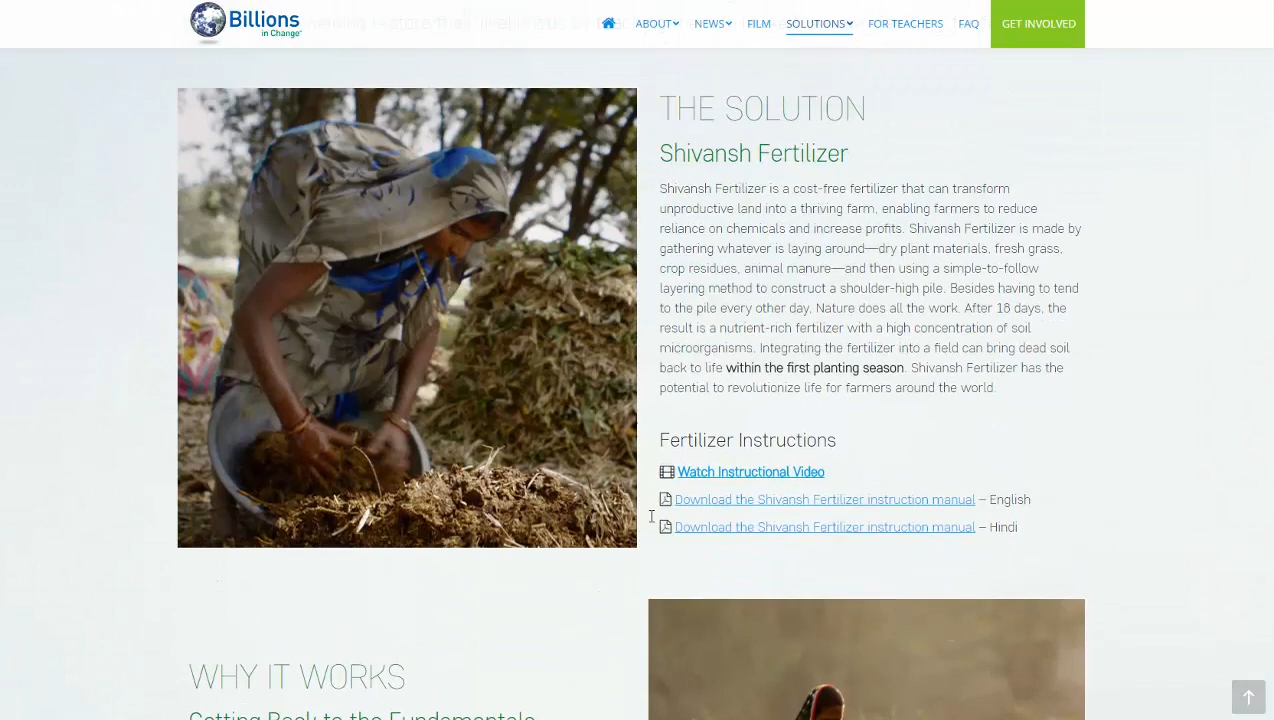 Billions
in Change
ABOUT NEWS FILM SOLUTIONS FOR TEACHERS FAQ GET INVOLVED
THE SOLUTION
Shivansh Fertilizer
Shivansh Fertilizer is a cost-free fertilizer that can transform
unproductive land into a thriving farm, enabling farmers to reduce
reliance on chemicals and increase profits. Shivansh Fertilizer is made by
gathering whatever is laying around—dry plant materials, fresh grass,
crop residues, animal manure—and then using a simple-to-follow
layering method to construct a shoulder-high pile. Besides having to tend
to the pile every other day, Nature does all the work. After 18 days, the
result is a nutrient-rich fertilizer with a high concentration of soil
microorganisms. Integrating the fertilizer into a field can bring dead soil
back to life within the first planting season. Shivansh Fertilizer has the
potential to revolutionize life for farmers around the world.
Fertilizer Instructions
Watch Instructional Video
Download the Shivansh Fertilizer instruction manual – English
Download the Shivansh Fertilizer instruction manual – Hindi
WHY IT WORKS
Getting Back to the Fundamentals